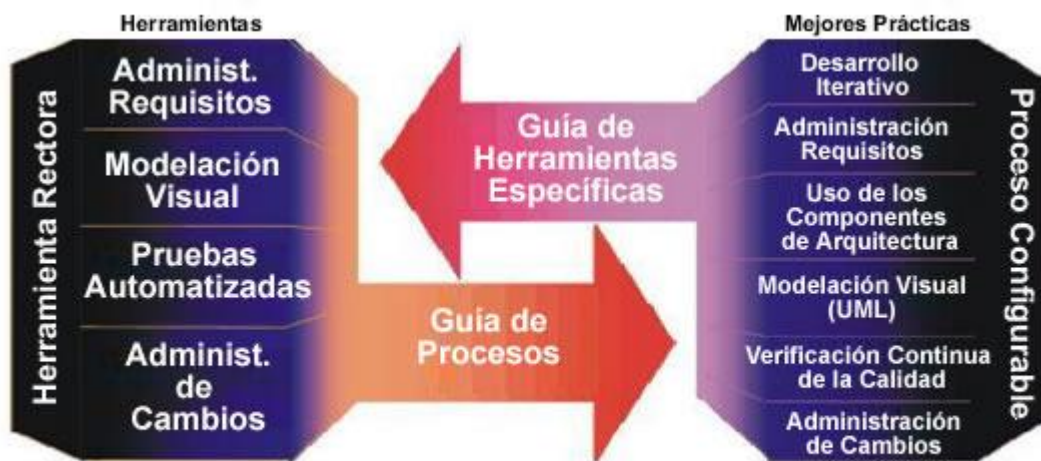 Herramientas
Herramienta Rectora
Administ.
Requisitos
Modelación
Visual
Pruebas
Automatizadas
Administ.
de
Cambios
Guía de
Herramientas
Específicas
Guía de
Procesos
Mejores Prácticas
Desarrollo
Iterativo
Administración
Requisitos
Uso de los
Componentes
de Arquitectura
Modelación Visual
(UML)
Verificación Continua
de la Calidad
Administración
de Cambios
Proceso Configurable